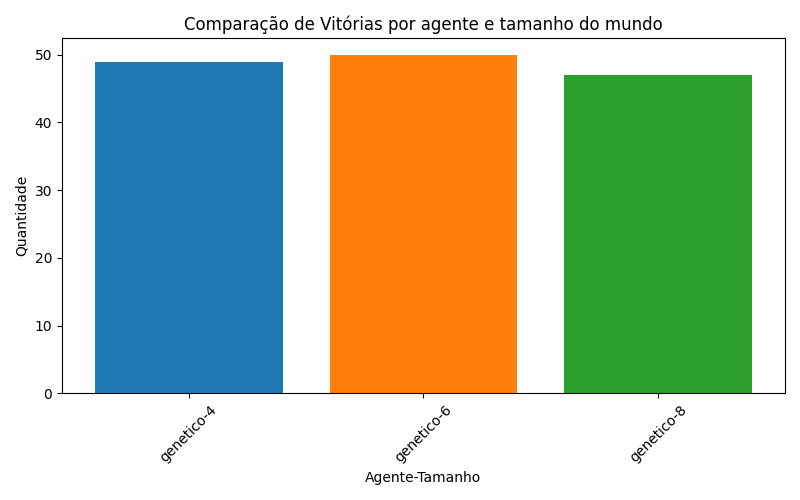 Comparação de Vitórias por agente e tamanho do mundo
Quantidade
50
40
30
20
10
0
genetico-4
genetico-6
genetico-8
Agente-Tamanho